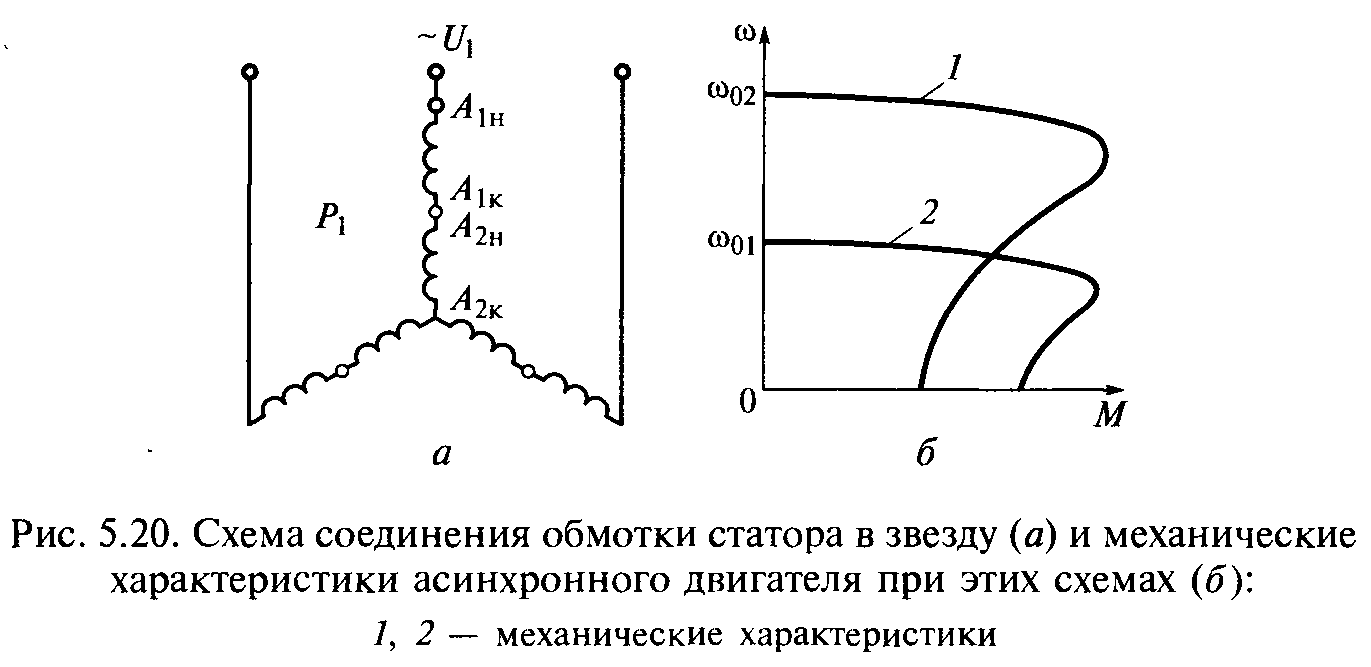 ~U₁
A₁н
A₁к
P₁
A₂н
A₂к
а
ω
ω₀₂
1
ω₀₁
2
0
M
б
Рис. 5.20. Схема соединения обмотки статора в звезду (а) и механические
характеристики асинхронного двигателя при этих схемах (б):
1, 2 — механические характеристики